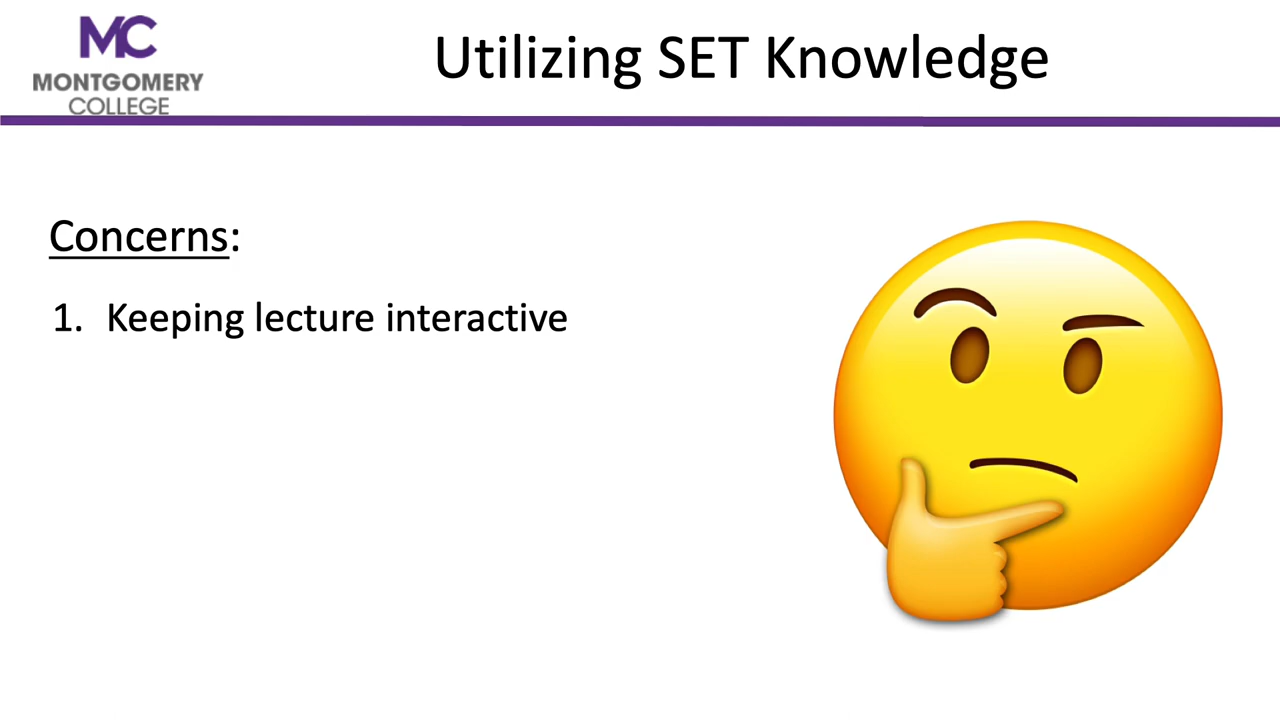 MC
MONTGOMERY
COLLEGE
Utilizing SET Knowledge
Concerns:
1. Keeping lecture interactive